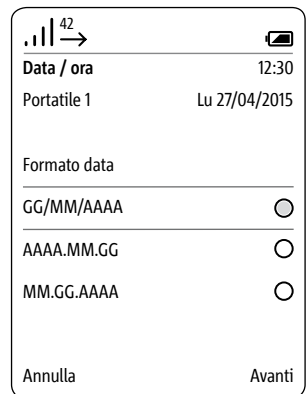 42
Data / ora 12:30
Portatile 1 Lu 27/04/2015
Formato data
GG/MM/AAAA
AAAA.MM.GG
MM.GG.AAAA
Annulla Avanti